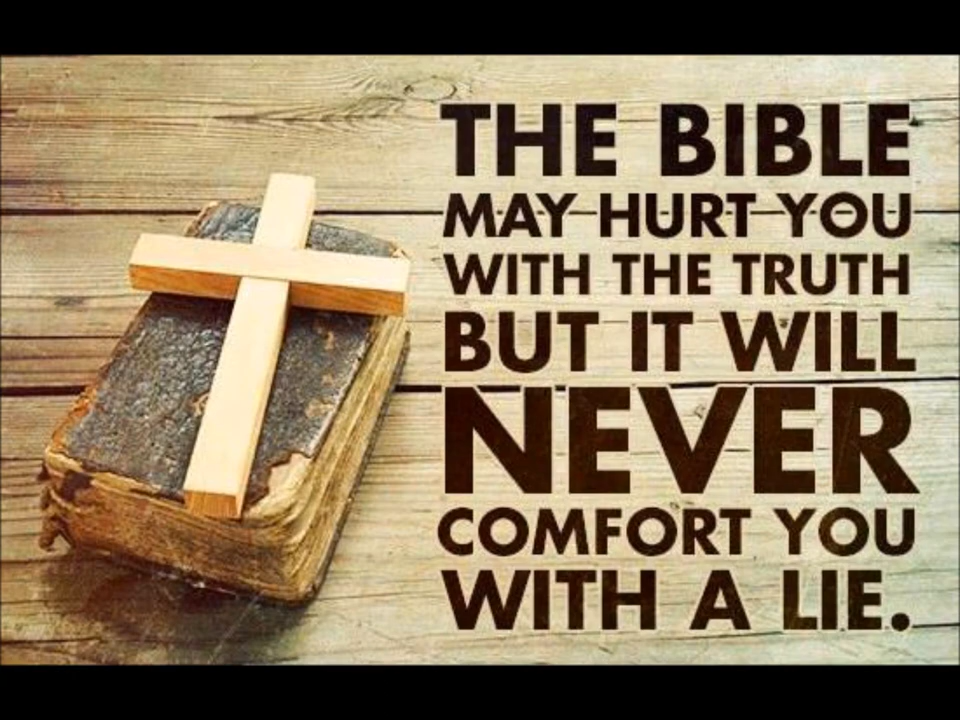 THE BIBLE
MAY HURT YOU
WITH THE TRUTH
BUT IT WILL
NEVER
COMFORT YOU
WITH A LIE.